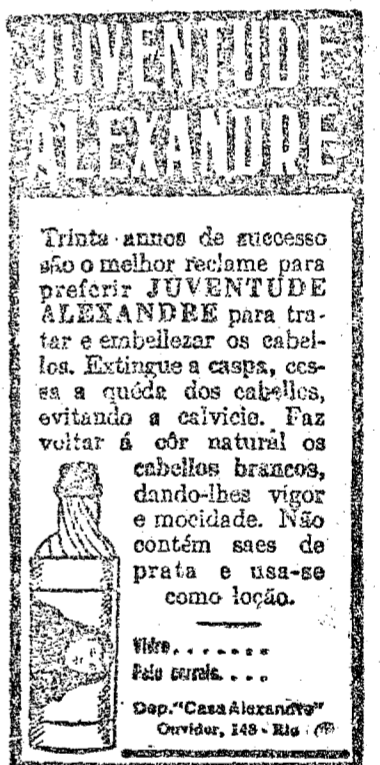 JUVENTUDE
ALEXANDRE
Trinta annos de successo
são o melhor reclame para
preferir JUVENTUDE
ALEXANDRE para tra-
tar e embellezar os cabel-
los. Extingue a caspa, ces-
sa a quéda dos cabellos,
evitando a calvicie. Faz
voltar á côr natural os
cabellos brancos,
dando-lhes vigor
e mocidade. Não
contém saes de
prata e usa-se
como loção.
Vidro.......
Pelo correio....
Dep. "Casa Alexandre"
Ouvidor, 148 - Rio